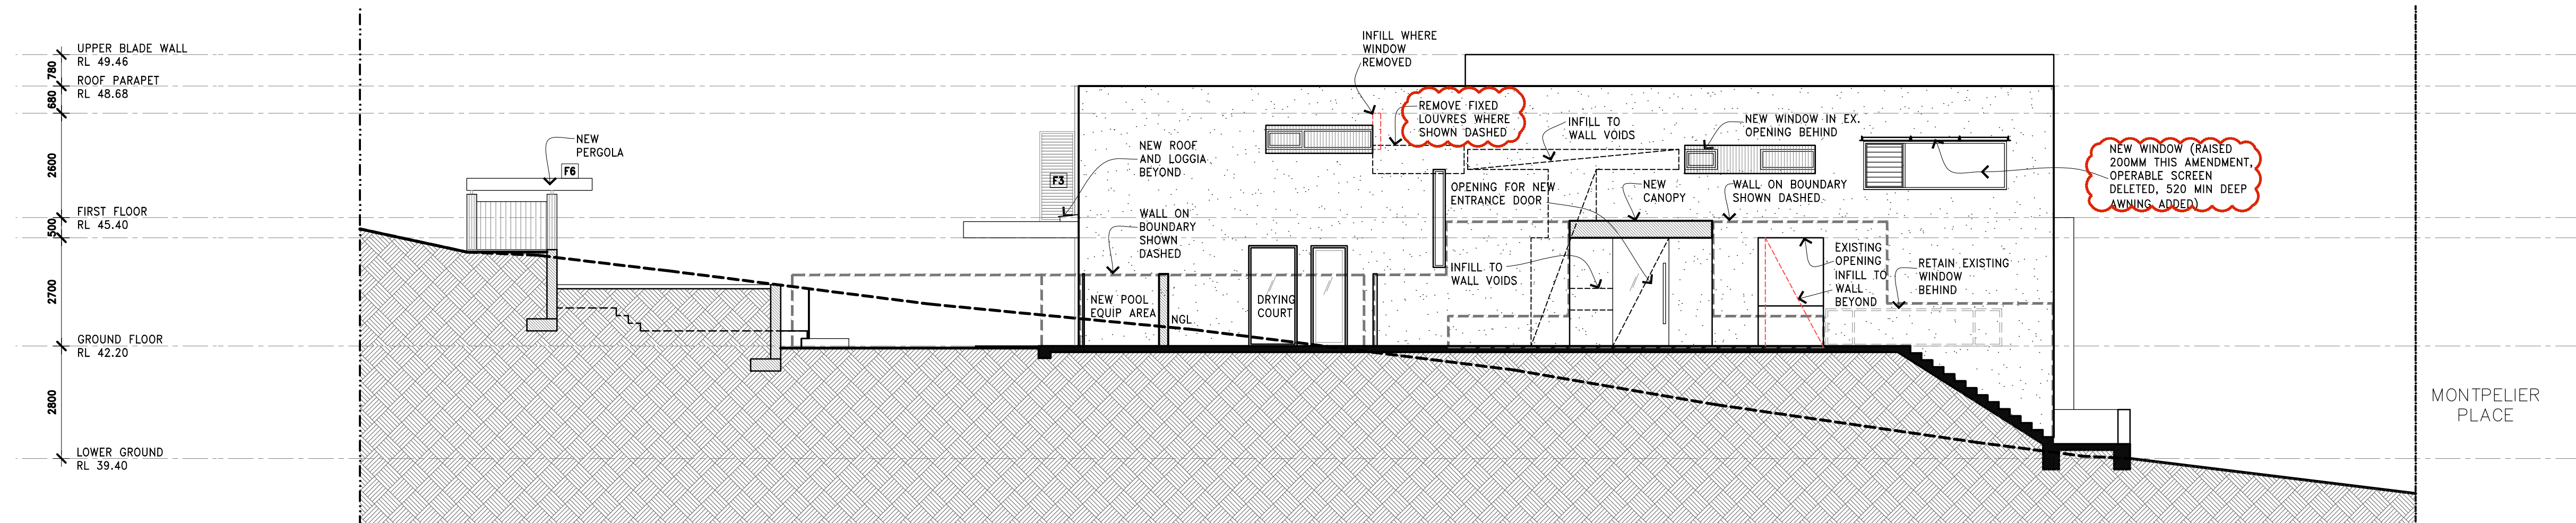 UPPER BLADE WALL
RL 49.46
780
ROOF PARAPET
RL 48.68
680
2600
FIRST FLOOR
RL 45.40
500
2700
GROUND FLOOR
RL 42.20
2800
LOWER GROUND
RL 39.40
NEW
PERGOLA
F6
F3
NEW ROOF
AND LOGGIA
BEYOND
WALL ON
BOUNDARY
SHOWN
DASHED
NEW POOL
EQUIP AREA
NGL
DRYING
COURT
INFILL WHERE
WINDOW
REMOVED
REMOVE FIXED
LOUVRES WHERE
SHOWN DASHED
INFILL TO
WALL VOIDS
OPENING FOR NEW
ENTRANCE DOOR
INFILL TO
WALL VOIDS
NEW
CANOPY
NEW WINDOW IN EX.
OPENING BEHIND
WALL ON BOUNDARY
SHOWN DASHED
EXISTING
OPENING
INFILL TO
WALL
BEYOND
RETAIN EXISTING
WINDOW
BEHIND
NEW WINDOW (RAISED
200MM THIS AMENDMENT,
OPERABLE SCREEN
DELETED, 520 MIN DEEP
AWNING ADDED)
MONTPELIER
PLACE